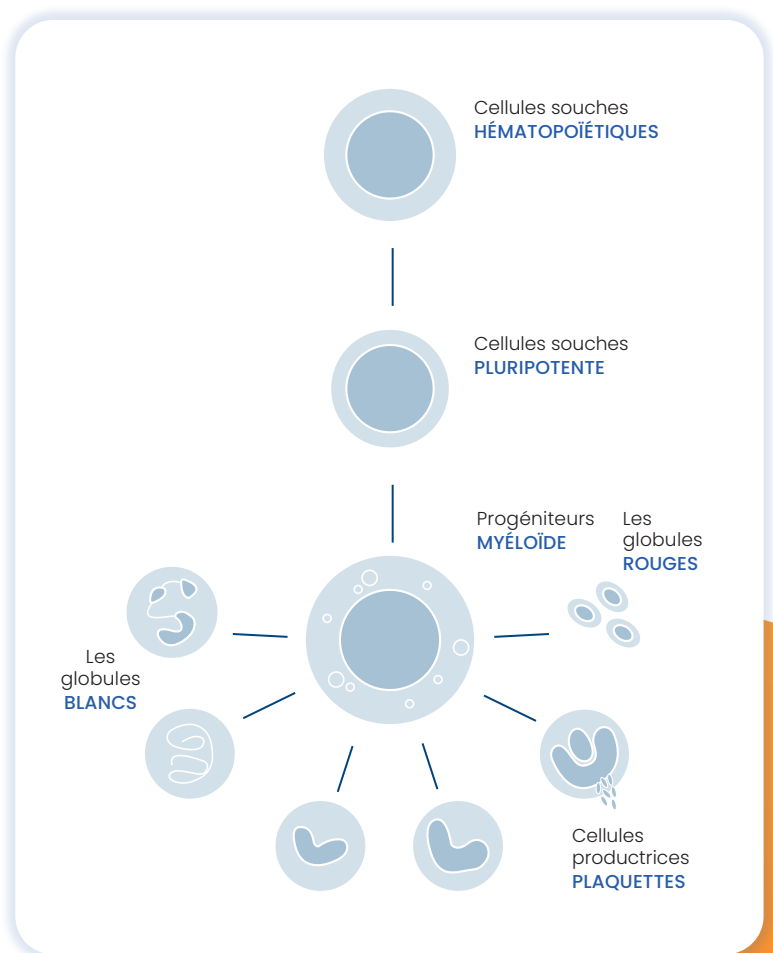 Cellules souches
HÉMATOPOÏÉTIQUES
Cellules souches
PLURIPOTENTE
Progéniteurs
MYÉLOÏDE
Les
globules
ROUGES
Les
globules
BLANCS
Cellules
productrices
PLAQUETTES